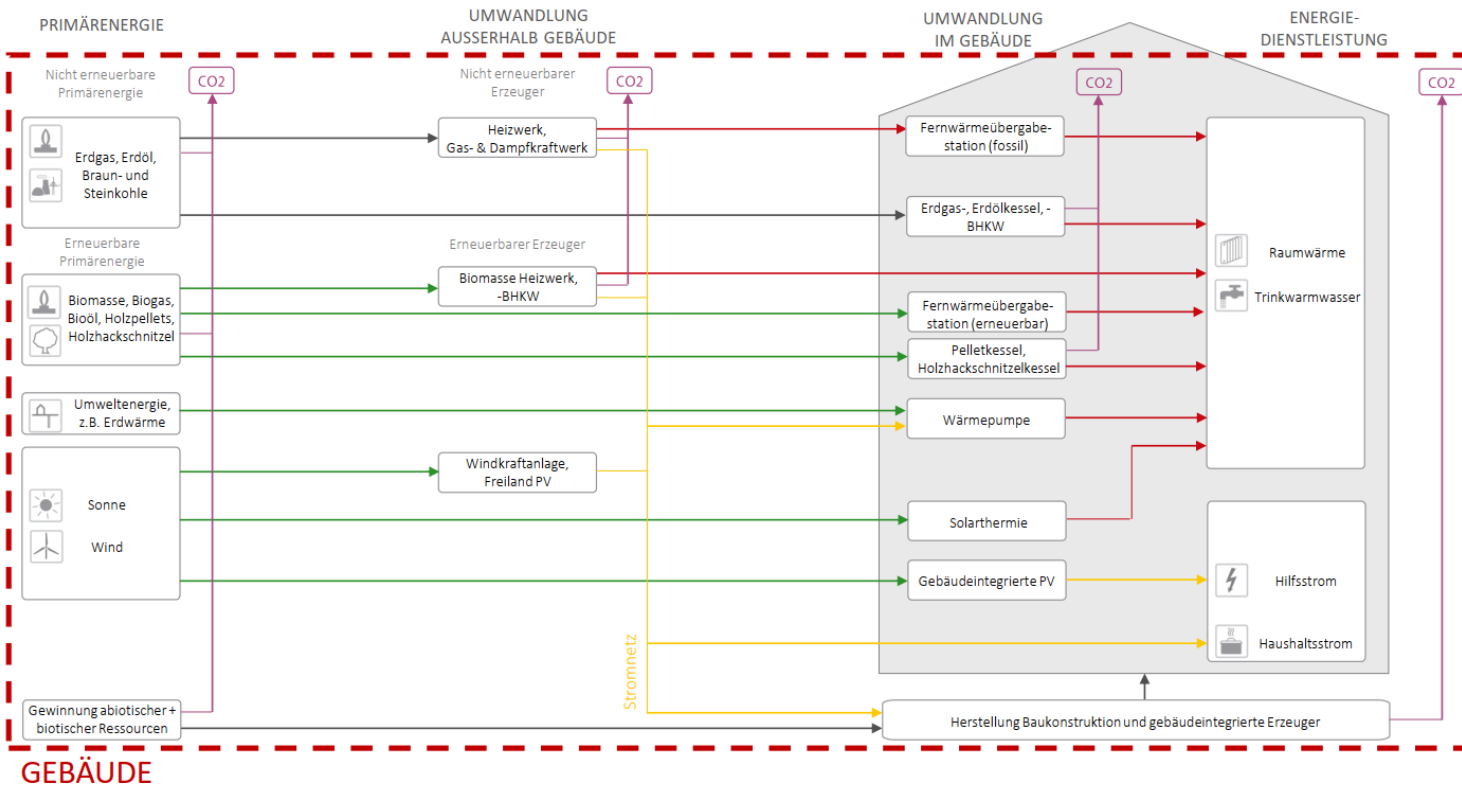 PRIMÄRENERGIE
UMWANDLUNG
AUSSERHALB GEBÄUDE
UMWANDLUNG
IM GEBÄUDE
ENERGIE-
DIENSTLEISTUNG
Nicht erneuerbare
Primärenergie
CO2
Nicht erneuerbarer
Erzeuger
CO2
CO2
CO2
Erdgas, Erdöl,
Braun- und
Steinkohle
Heizwerk,
Gas- & Dampfkraftwerk
Fernwärmeübergabe-
station (fossil)
Erdgas-, Erdölkessel, -
BHKW
Erneuerbare
Primärenergie
Erneuerbarer Erzeuger
Biomasse, Biogas,
Bioöl, Holzpellets,
Holzhackschnitzel
Biomasse Heizwerk,
-BHKW
Fernwärmeübergabe-
station (erneuerbar)
Pelletkessel,
Holzhackschnitzelkessel
Raumwärme
Trinkwarmwasser
Umweltenergie,
z.B. Erdwärme
Wärmepumpe
Sonne
Wind
Windkraftanlage,
Freiland PV
Solarthermie
Gebäudeintegrierte PV
Hilfsstrom
Haushaltsstrom
Stromnetz
Gewinnung abiotischer +
biotischer Ressourcen
Herstellung Baukonstruktion und gebäudeintegrierte Erzeuger
GEBÄUDE